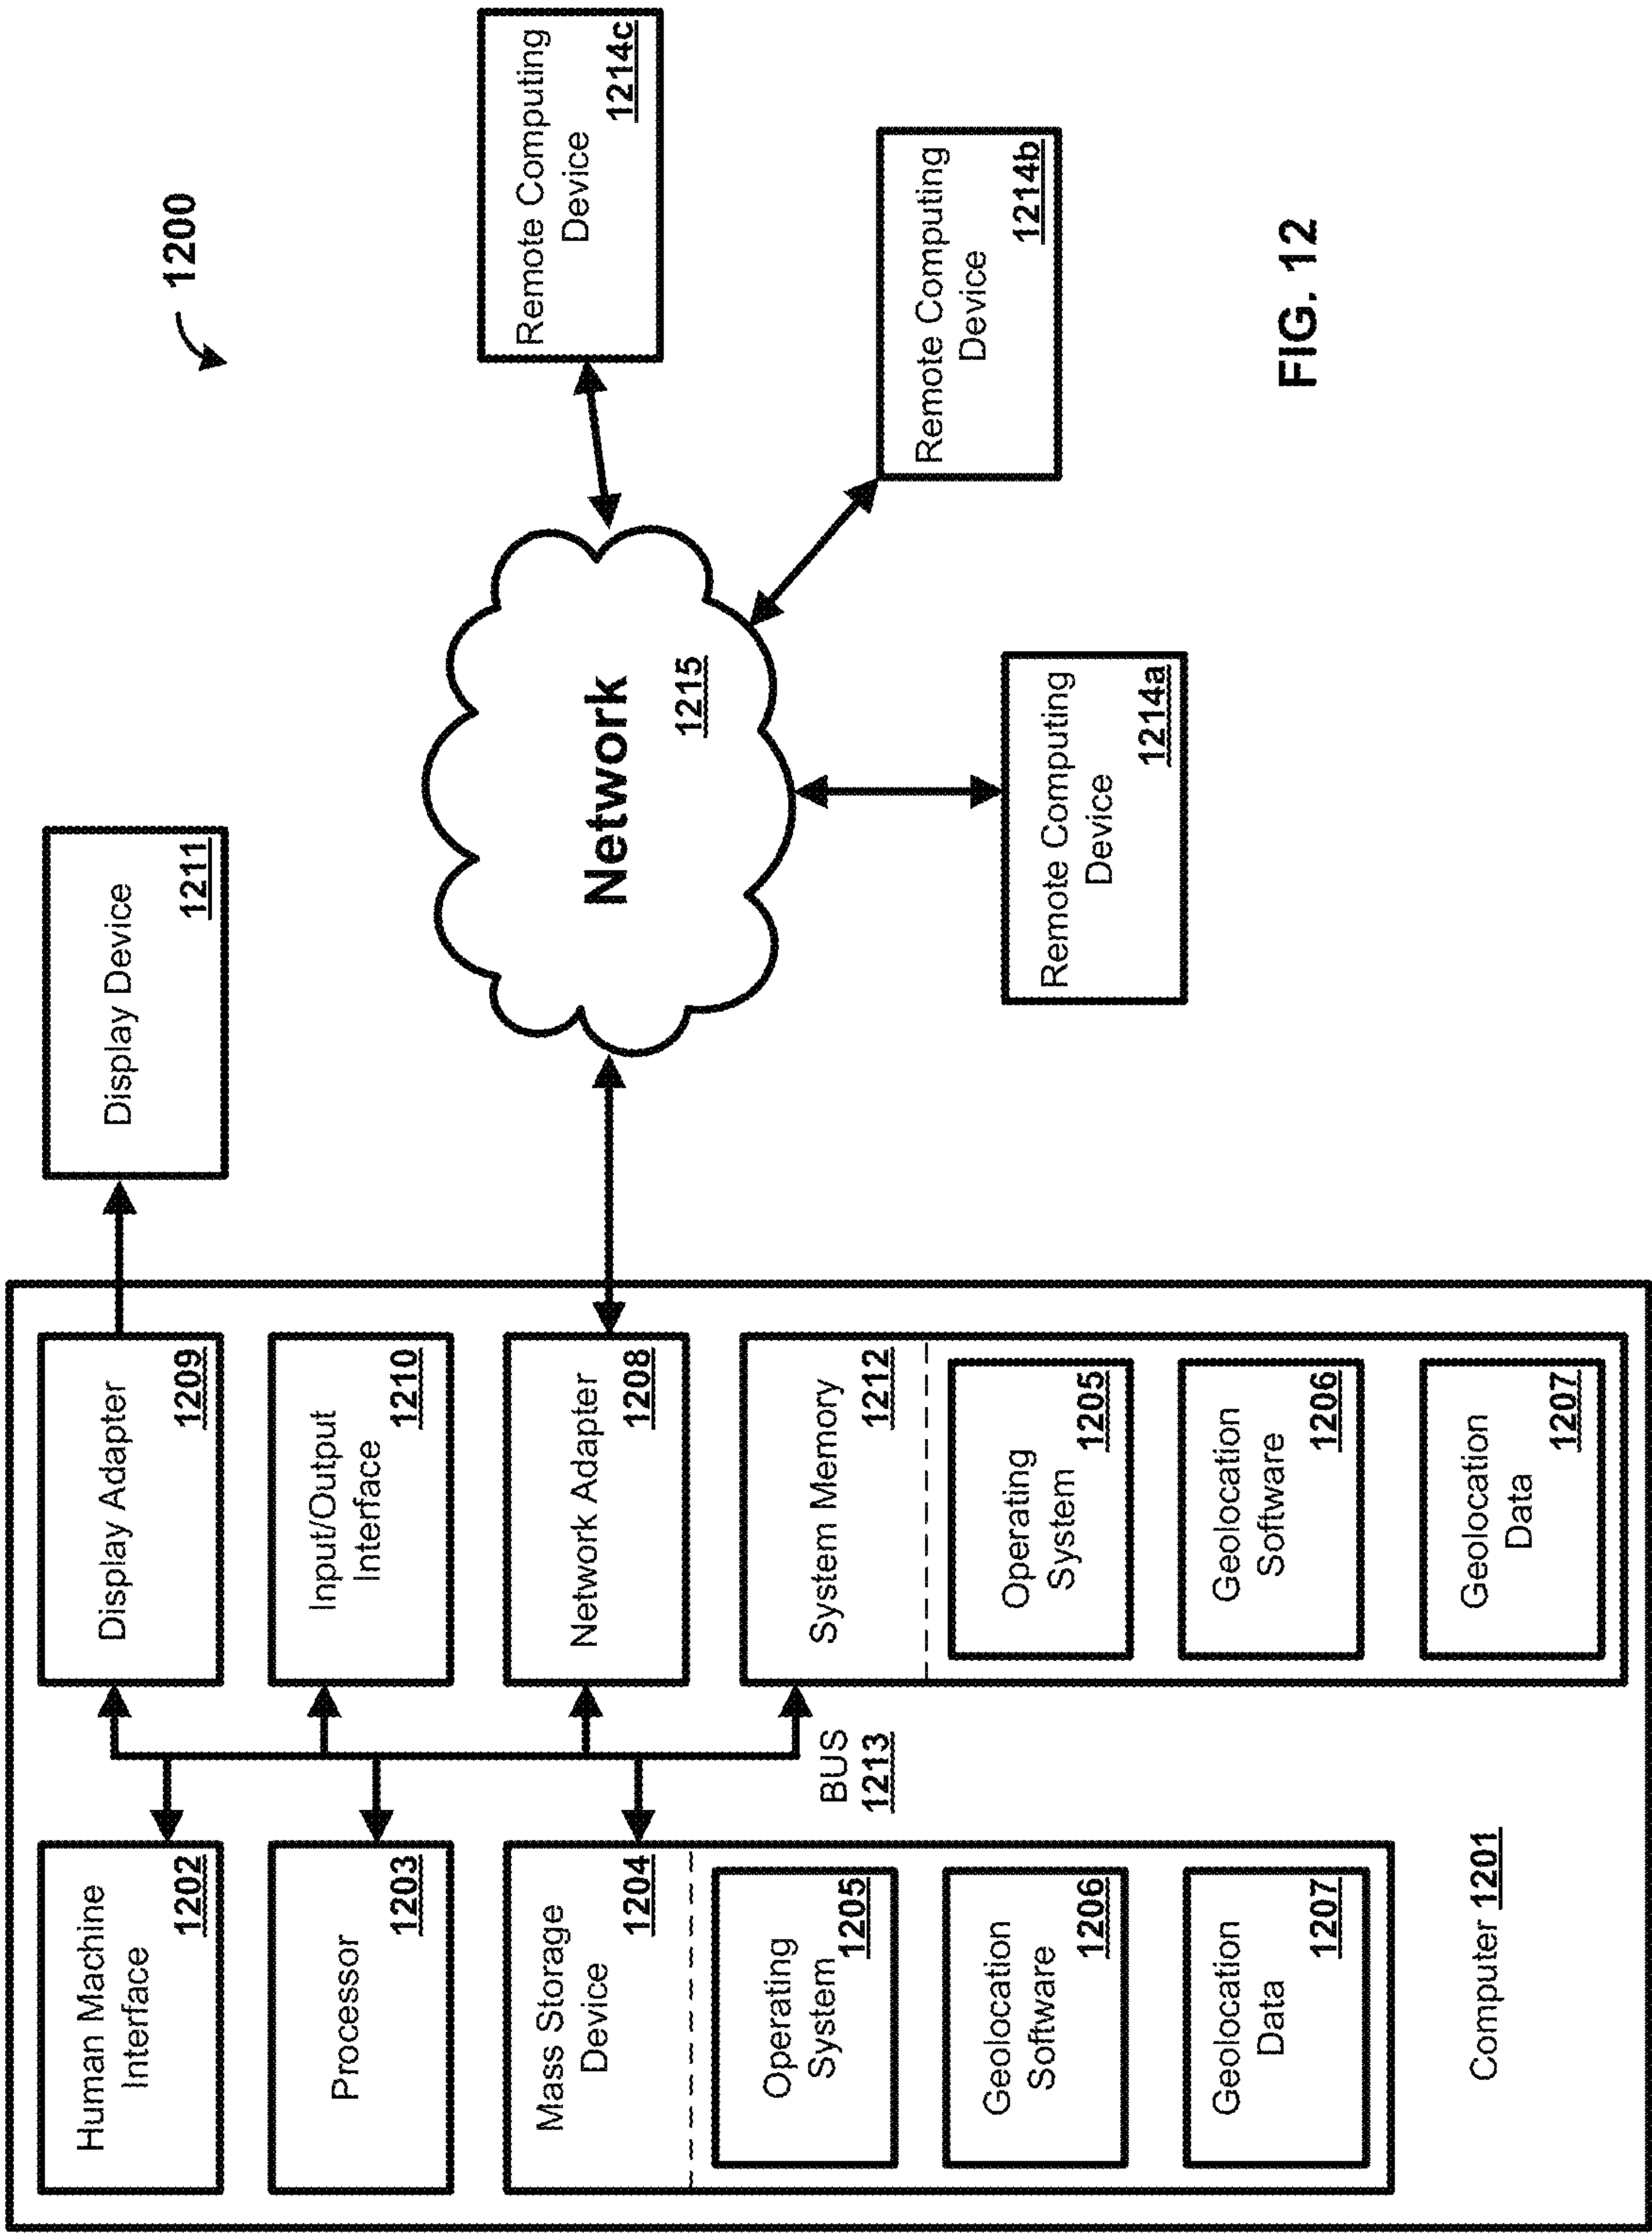 1200
Human Machine
Interface
1202
Processor
1203
Mass Storage
Device
1204
Operating
System
1205
Geolocation
Software
1206
Geolocation
Data
1207
Computer 1201
BUS
1213
Display Adapter
1209
Input/Output
Interface
1210
Network Adapter
1208
System Memory
1212
Operating
System
1205
Geolocation
Software
1206
Geolocation
Data
1207
Display Device
1211
Network
1215
Remote Computing
Device
1214a
Remote Computing
Device
1214b
Remote Computing
Device
1214c
FIG. 12